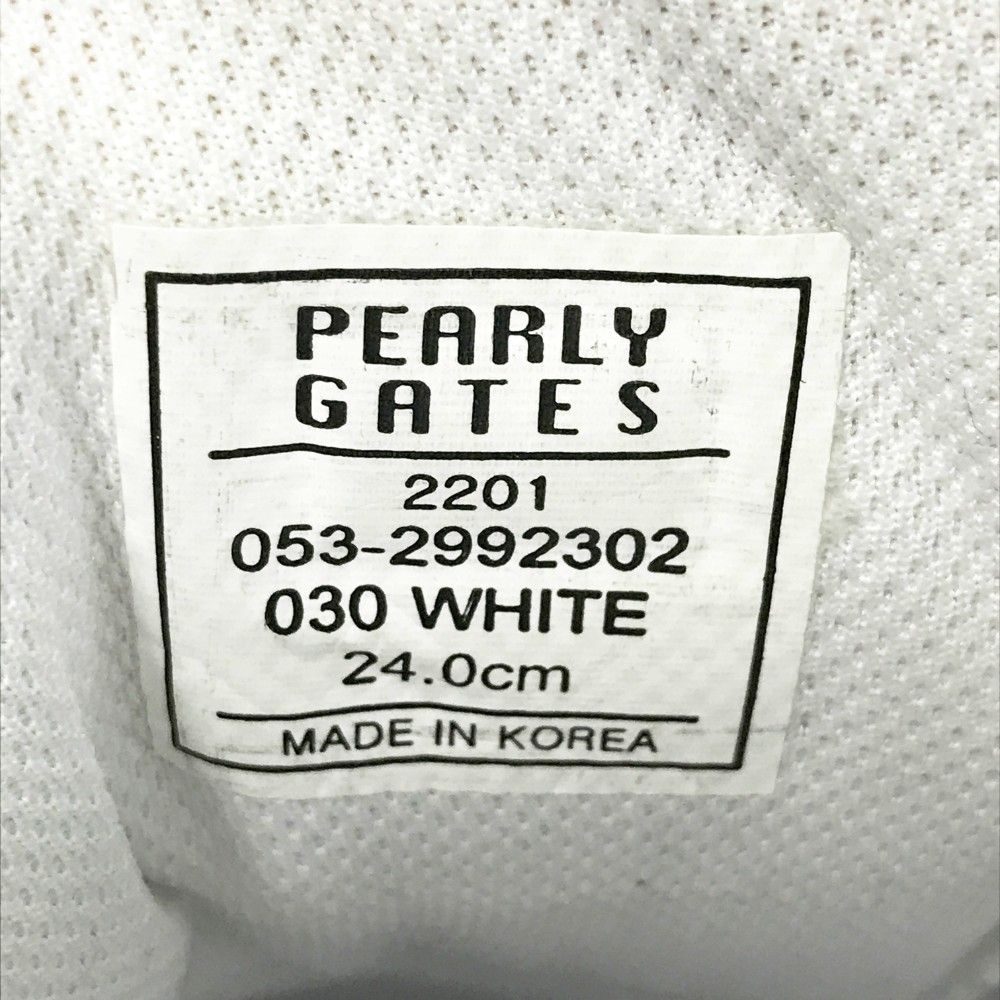 PEARLY
GATES
2201
053-2992302
030 WHITE
24.0cm
MADE IN KOREA